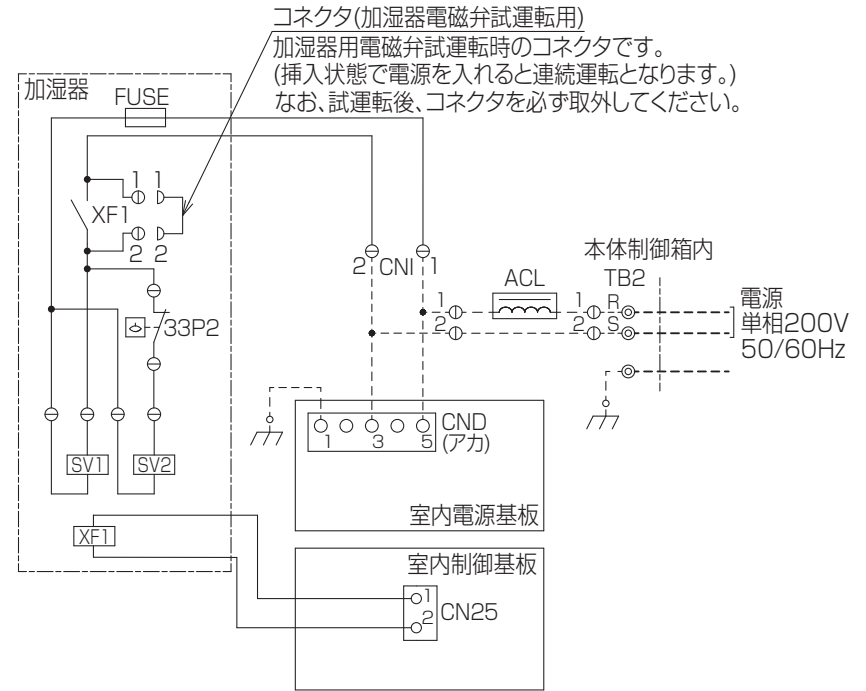 コネクタ(加湿器電磁弁試運転用)
加湿器用電磁弁試運転時のコネクタです。
(挿入状態で電源を入れると連続運転となります。)
なお、試運転後、コネクタを必ず取外してください。
加湿器
FUSE
1 1
XF1
2 2
33P2
SV1 SV2
XF1
2 CN1 1
本体制御箱内
ACL
TB2
1 1 R
2 2 S
電源
単相200V
50/60Hz
CND
(アカ)
1 3 5
室内電源基板
室内制御基板
1
2
CN25